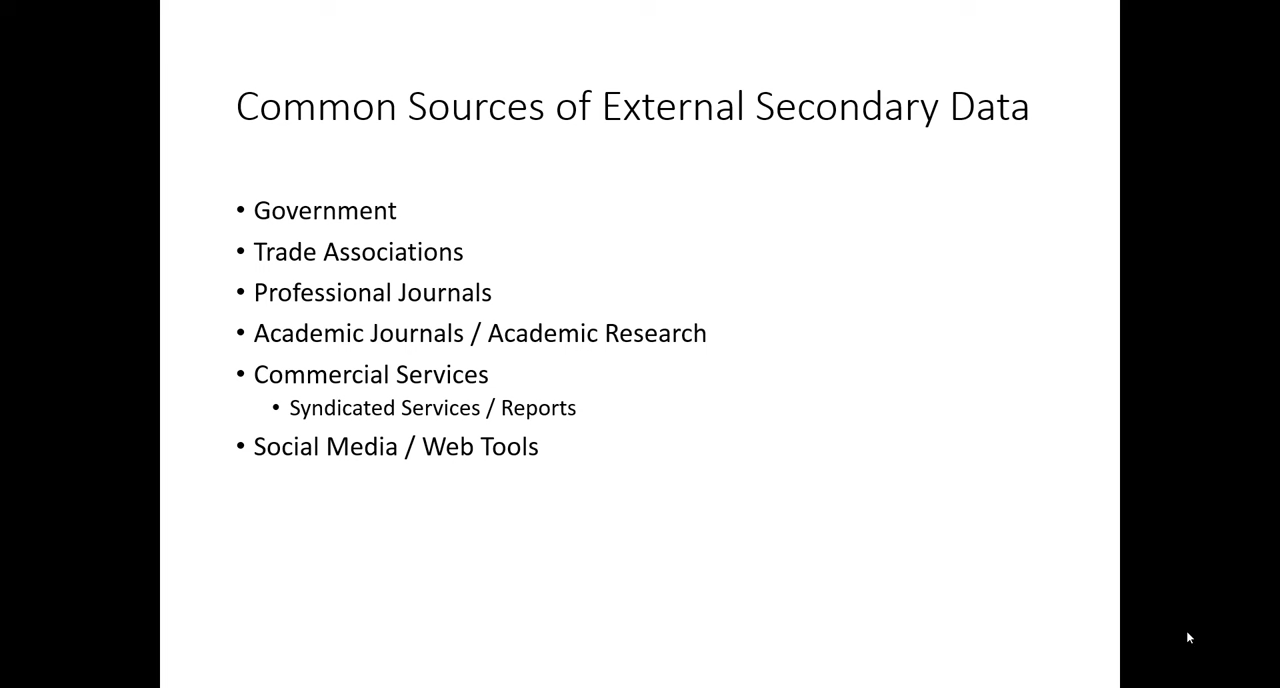 Common Sources of External Secondary Data
• Government
• Trade Associations
• Professional Journals
• Academic Journals / Academic Research
• Commercial Services
• Syndicated Services / Reports
• Social Media / Web Tools